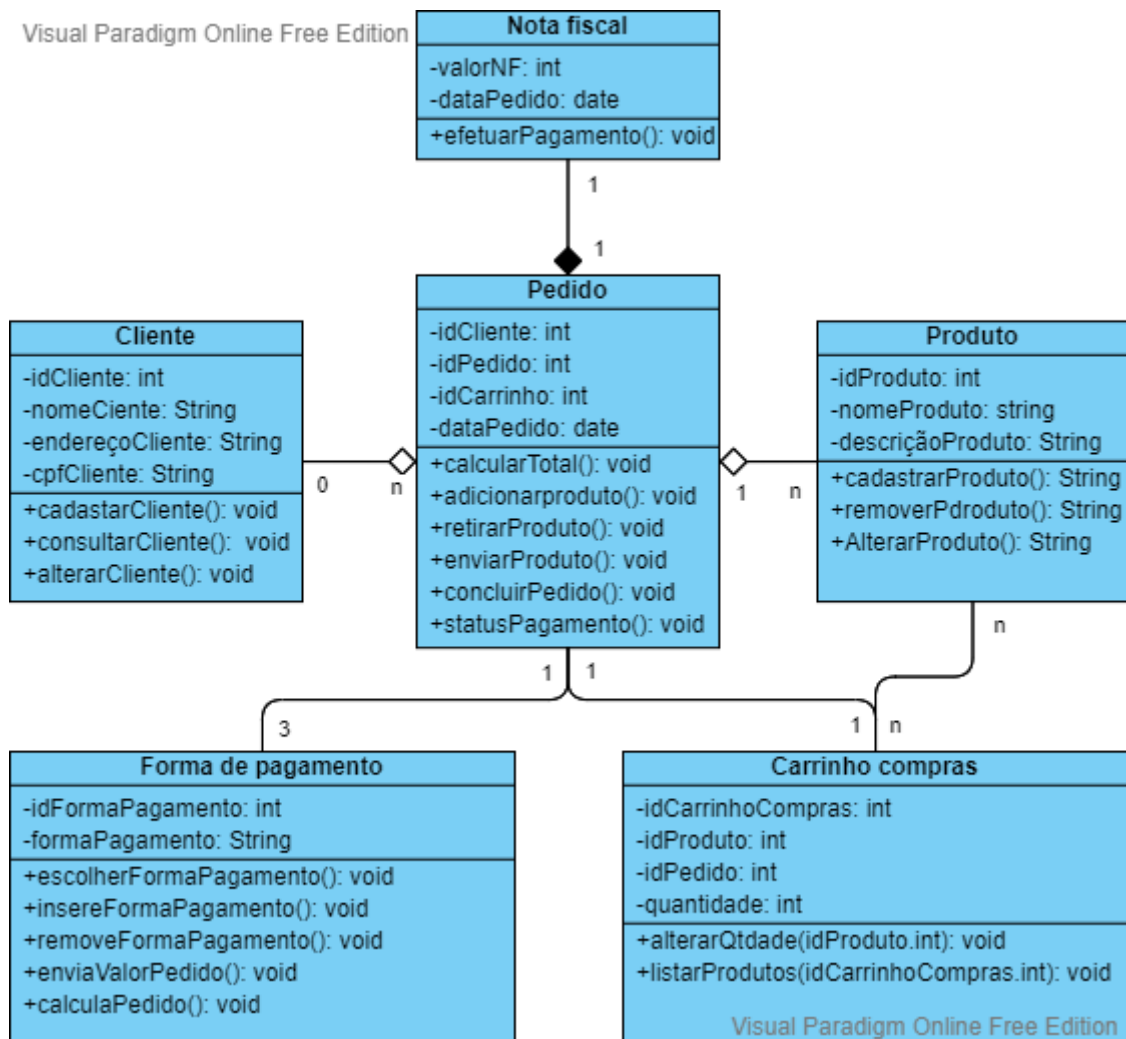 Visual Paradigm Online Free Edition
Nota fiscal
-valorNF: int
-dataPedido: date
+efetuarPagamento(): void
1
1
Pedido
-idCliente: int
-idPedido: int
-idCarrinho: int
-dataPedido: date
+calcularTotal(): void
+adicionarproduto(): void
+retirarProduto(): void
+enviarProduto(): void
+concluirPedido(): void
+statusPagamento(): void
Cliente
-idCliente: int
-nomeCiente: String
-endereçoCliente: String
-cpfCliente: String
+cadastarCliente(): void
+consultarCliente(): void
+alterarCliente(): void
0
n
Produto
-idProduto: int
-nomeProduto: string
-descriçãoProduto: String
+cadastrarProduto(): String
+removerPdroduto(): String
+AlterarProduto(): String
1
n
n
1
1
3
1
n
Forma de pagamento
-idFormaPagamento: int
-formaPagamento: String
+escolherFormaPagamento(): void
+insereFormaPagamento(): void
+removeFormaPagamento(): void
+enviaValorPedido(): void
+calculaPedido(): void
Carrinho compras
-idCarrinhoCompras: int
-idProduto: int
-idPedido: int
-quantidade: int
+alterarQtdade(idProduto.int): void
+listarProdutos(idCarrinhoCompras.int): void
Visual Paradigm Online Free Edition